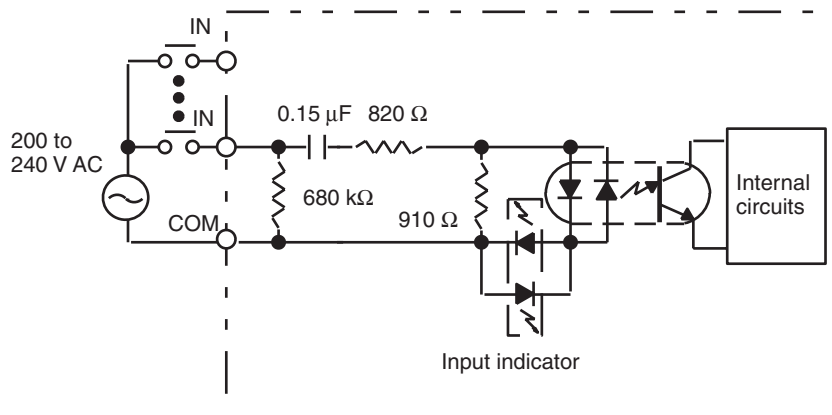 IN
IN
0.15 μF
820 Ω
200 to
240 V AC
680 kΩ
910 Ω
COM
Internal
circuits
Input indicator